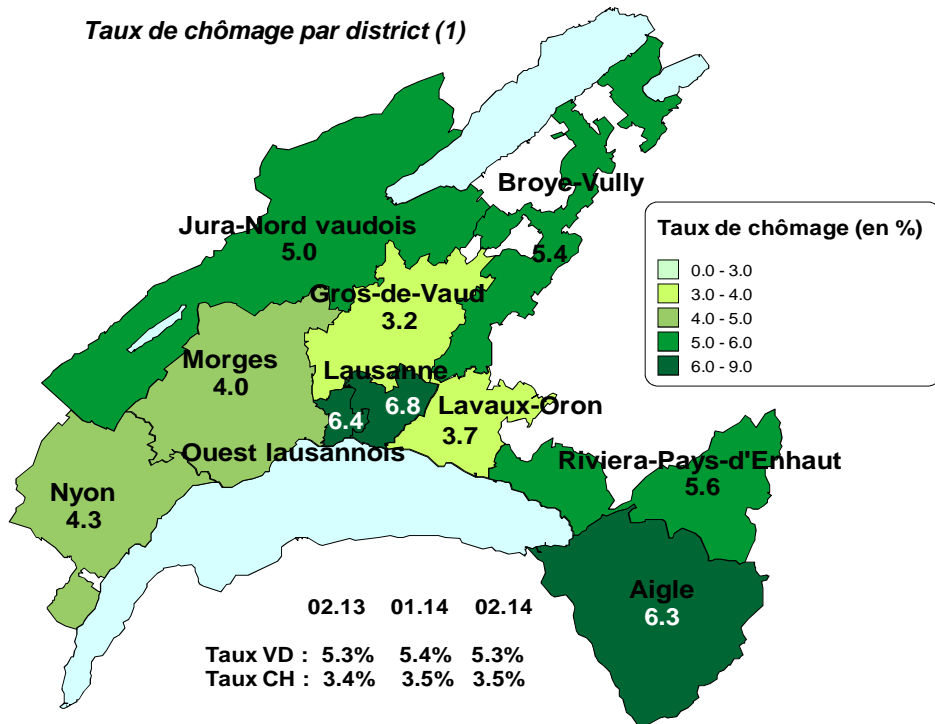 Taux de chômage par district (1)
Broye-Vully
5.4
Jura-Nord vaudois
5.0
Taux de chômage (en %)
0.0 - 3.0
3.0 - 4.0
4.0 - 5.0
5.0 - 6.0
6.0 - 9.0
Gros-de-Vaud
3.2
Morges
4.0
Lausanne
6.8
6.4
Lavaux-Oron
3.7
Ouest lausannois
Riviera-Pays-d'Enhaut
5.6
Nyon
4.3
Aigle
6.3
02.13 01.14 02.14
Taux VD : 5.3% 5.4% 5.3%
Taux CH : 3.4% 3.5% 3.5%